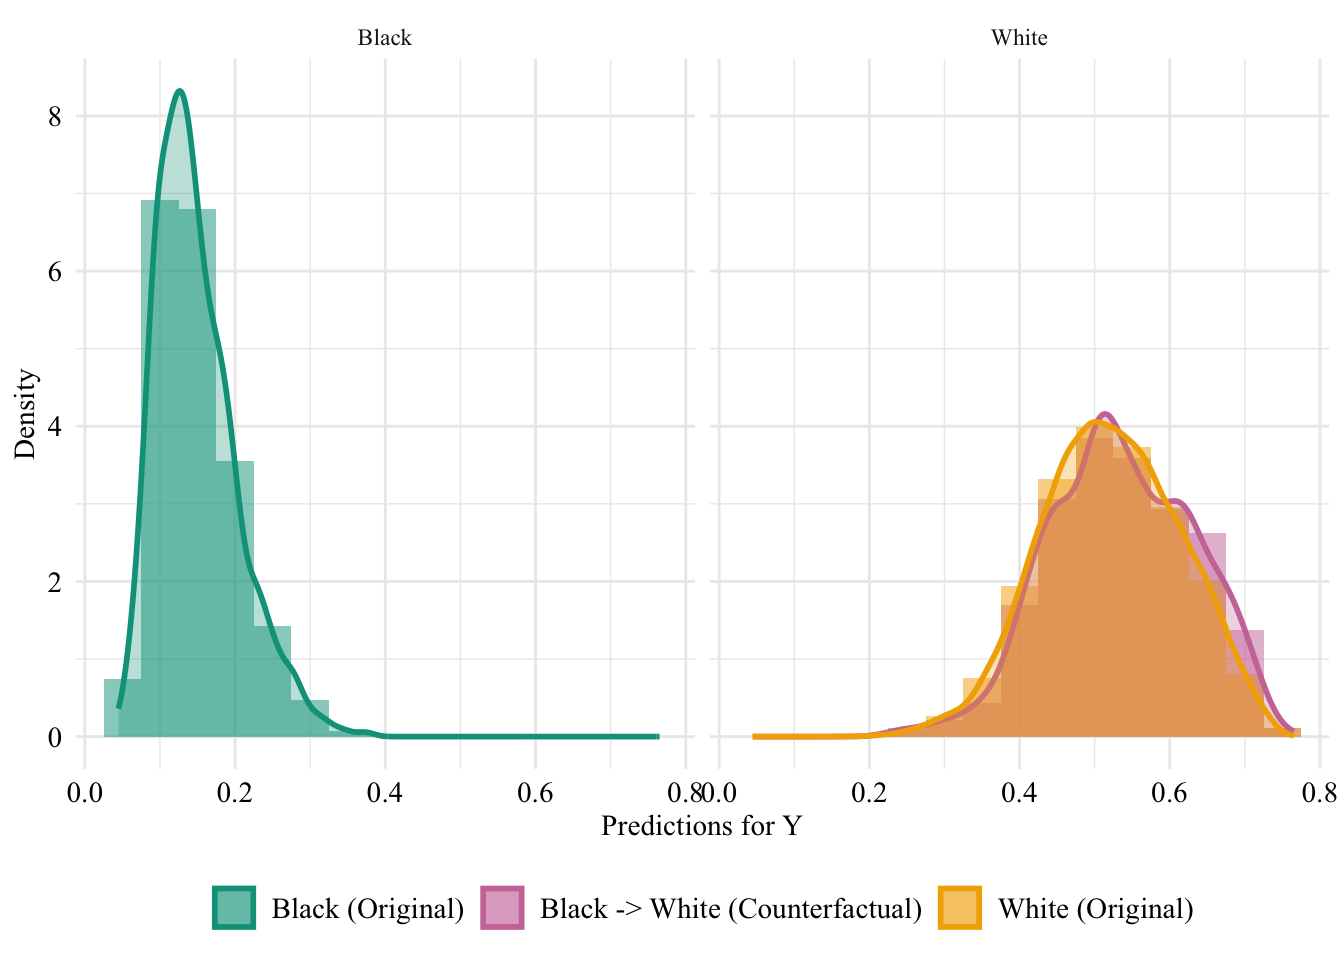 Black
White
Density
8
6
4
2
0
0.0 0.2 0.4 0.6 0.8
0.0 0.2 0.4 0.6 0.8
Predictions for Y
Black (Original) Black -> White (Counterfactual) White (Original)